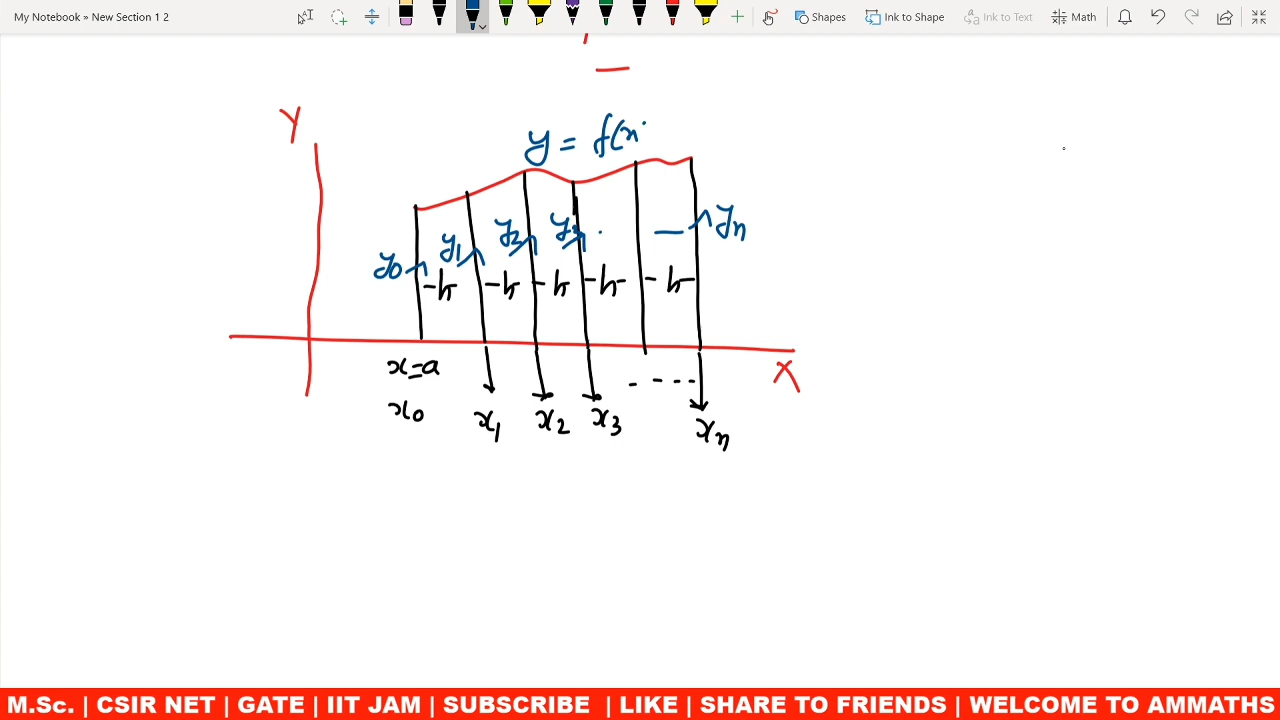 My Notebook » New Section 1 2
Shapes Ink to Shape Ink to Text Math
Y
y = f(x
y0 y1 y2 y3 yn
h h h h h
x=a
X
x0 x1 x2 x3 xn
M.Sc. | CSIR NET | GATE | IIT JAM | SUBSCRIBE | LIKE | SHARE TO FRIENDS | WELCOME TO AMMATHS